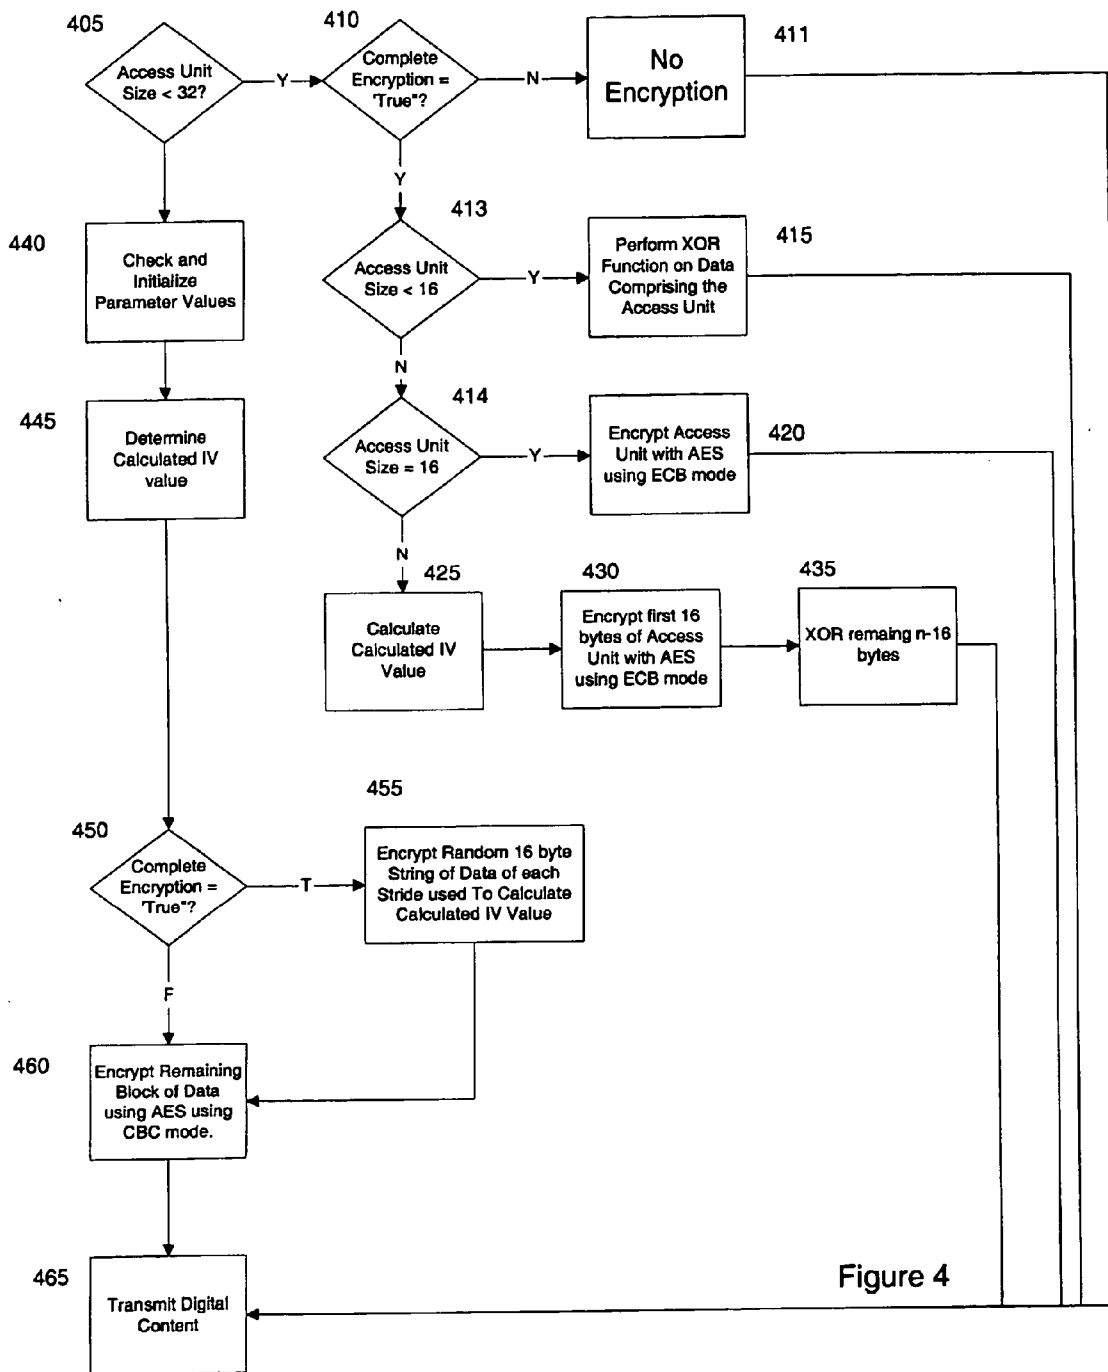 405
Access Unit
Size < 32?
Y
410
Complete
Encryption =
'True"?
N
No
Encryption
411
Y
440
Check and
Initialize
Parameter Values
413
Access Unit
Size < 16
Y
Perform XOR
Function on Data
Comprising the
Access Unit
415
N
445
Determine
Calculated IV
value
414
Access Unit
Size = 16
Y
Encrypt Access
Unit with AES
using ECB mode
420
N
425
Calculate
Calculated IV
Value
430
Encrypt first 16
bytes of Access
Unit with AES
using ECB mode
435
XOR remaing n-16
bytes
450
Complete
Encryption =
'True"?
T
455
Encrypt Random 16 byte
String of Data of each
Stride used To Calculate
Calculated IV Value
F
460
Encrypt Remaining
Block of Data
using AES using
CBC mode.
465
Transmit Digital
Content
Figure 4